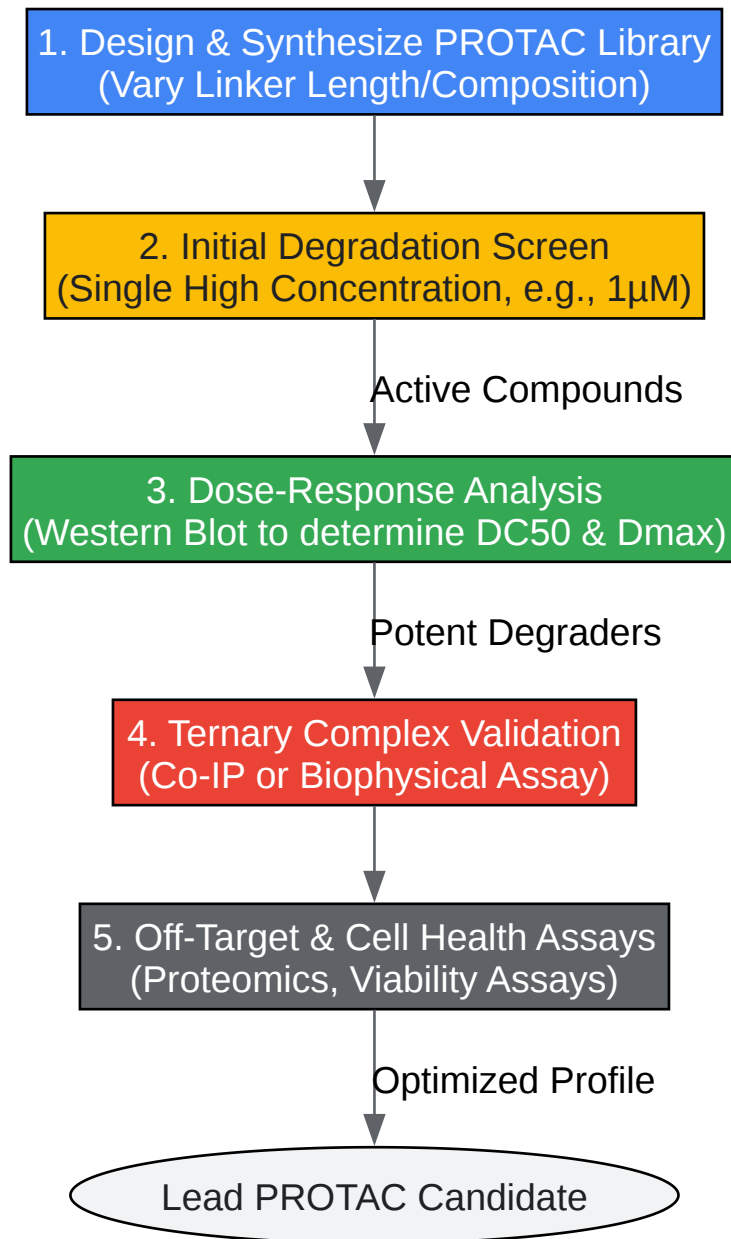 1. Design & Synthesize PROTAC Library
(Vary Linker Length/Composition)
2. Initial Degradation Screen
(Single High Concentration, e.g., 1µM)
Active Compounds
3. Dose-Response Analysis
(Western Blot to determine DC50 & Dmax)
Potent Degraders
4. Ternary Complex Validation
(Co-IP or Biophysical Assay)
5. Off-Target & Cell Health Assays
(Proteomics, Viability Assays)
Optimized Profile
Lead PROTAC Candidate